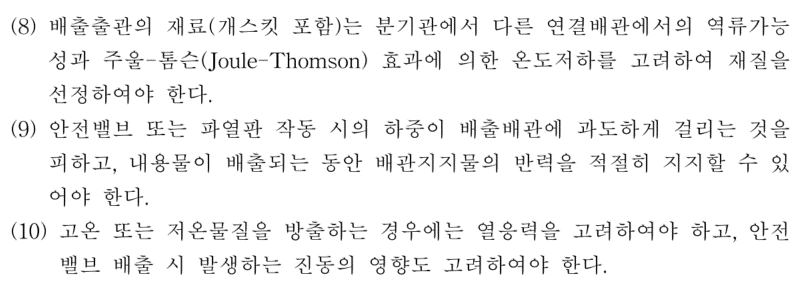 (8) 배출출관의 재료(개스킷 포함)는 분기관에서 다른 연결배관에서의 역류가능
성과 주울-톰슨(Joule-Thomson) 효과에 의한 온도저하를 고려하여 재질을
선정하여야 한다.
(9) 안전밸브 또는 파열판 작동 시의 하중이 배출배관에 과도하게 걸리는 것을
피하고, 내용물이 배출되는 동안 배관지지물의 반력을 적절히 지지할 수 있
어야 한다.
(10) 고온 또는 저온물질을 방출하는 경우에는 열응력을 고려하여야 하고, 안전
밸브 배출 시 발생하는 진동의 영향도 고려하여야 한다.